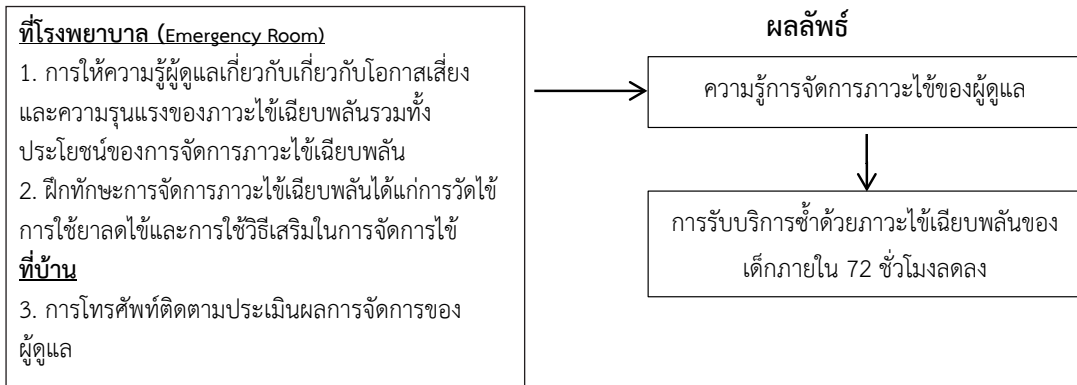 ที่โรงพยาบาล (Emergency Room)
1. การให้ความรู้ผู้ดูแลเกี่ยวกับเกี่ยวกับโอกาสเสี่ยง
และความรุนแรงของภาวะไข้เฉียบพลันรวมทั้ง
ประโยชน์ของการจัดการภาวะไข้เฉียบพลัน
2. ฝึกทักษะการจัดการภาวะไข้เฉียบพลันได้แก่การวัดไข้
การใช้ยาลดไข้และการใช้วิธีเสริมในการจัดการไข้
ที่บ้าน
3. การโทรศัพท์ติดตามประเมินผลการจัดการของ
ผู้ดูแล
ผลลัพธ์
ความรู้การจัดการภาวะไข้ของผู้ดูแล
การรับบริการซ้ำด้วยภาวะไข้เฉียบพลันของ
เด็กภายใน 72 ชั่วโมงลดลง